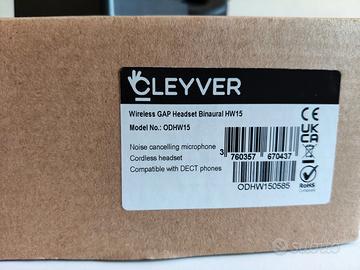 CLEYVER
Wireless GAP Headset Binaural HW15
Model No.: ODHW15
Noise cancelling microphone
Cordless headset
Compatible with DECT phones
3 760357 670437
ODHW150585
CE
UK
CA
RoHS
subito